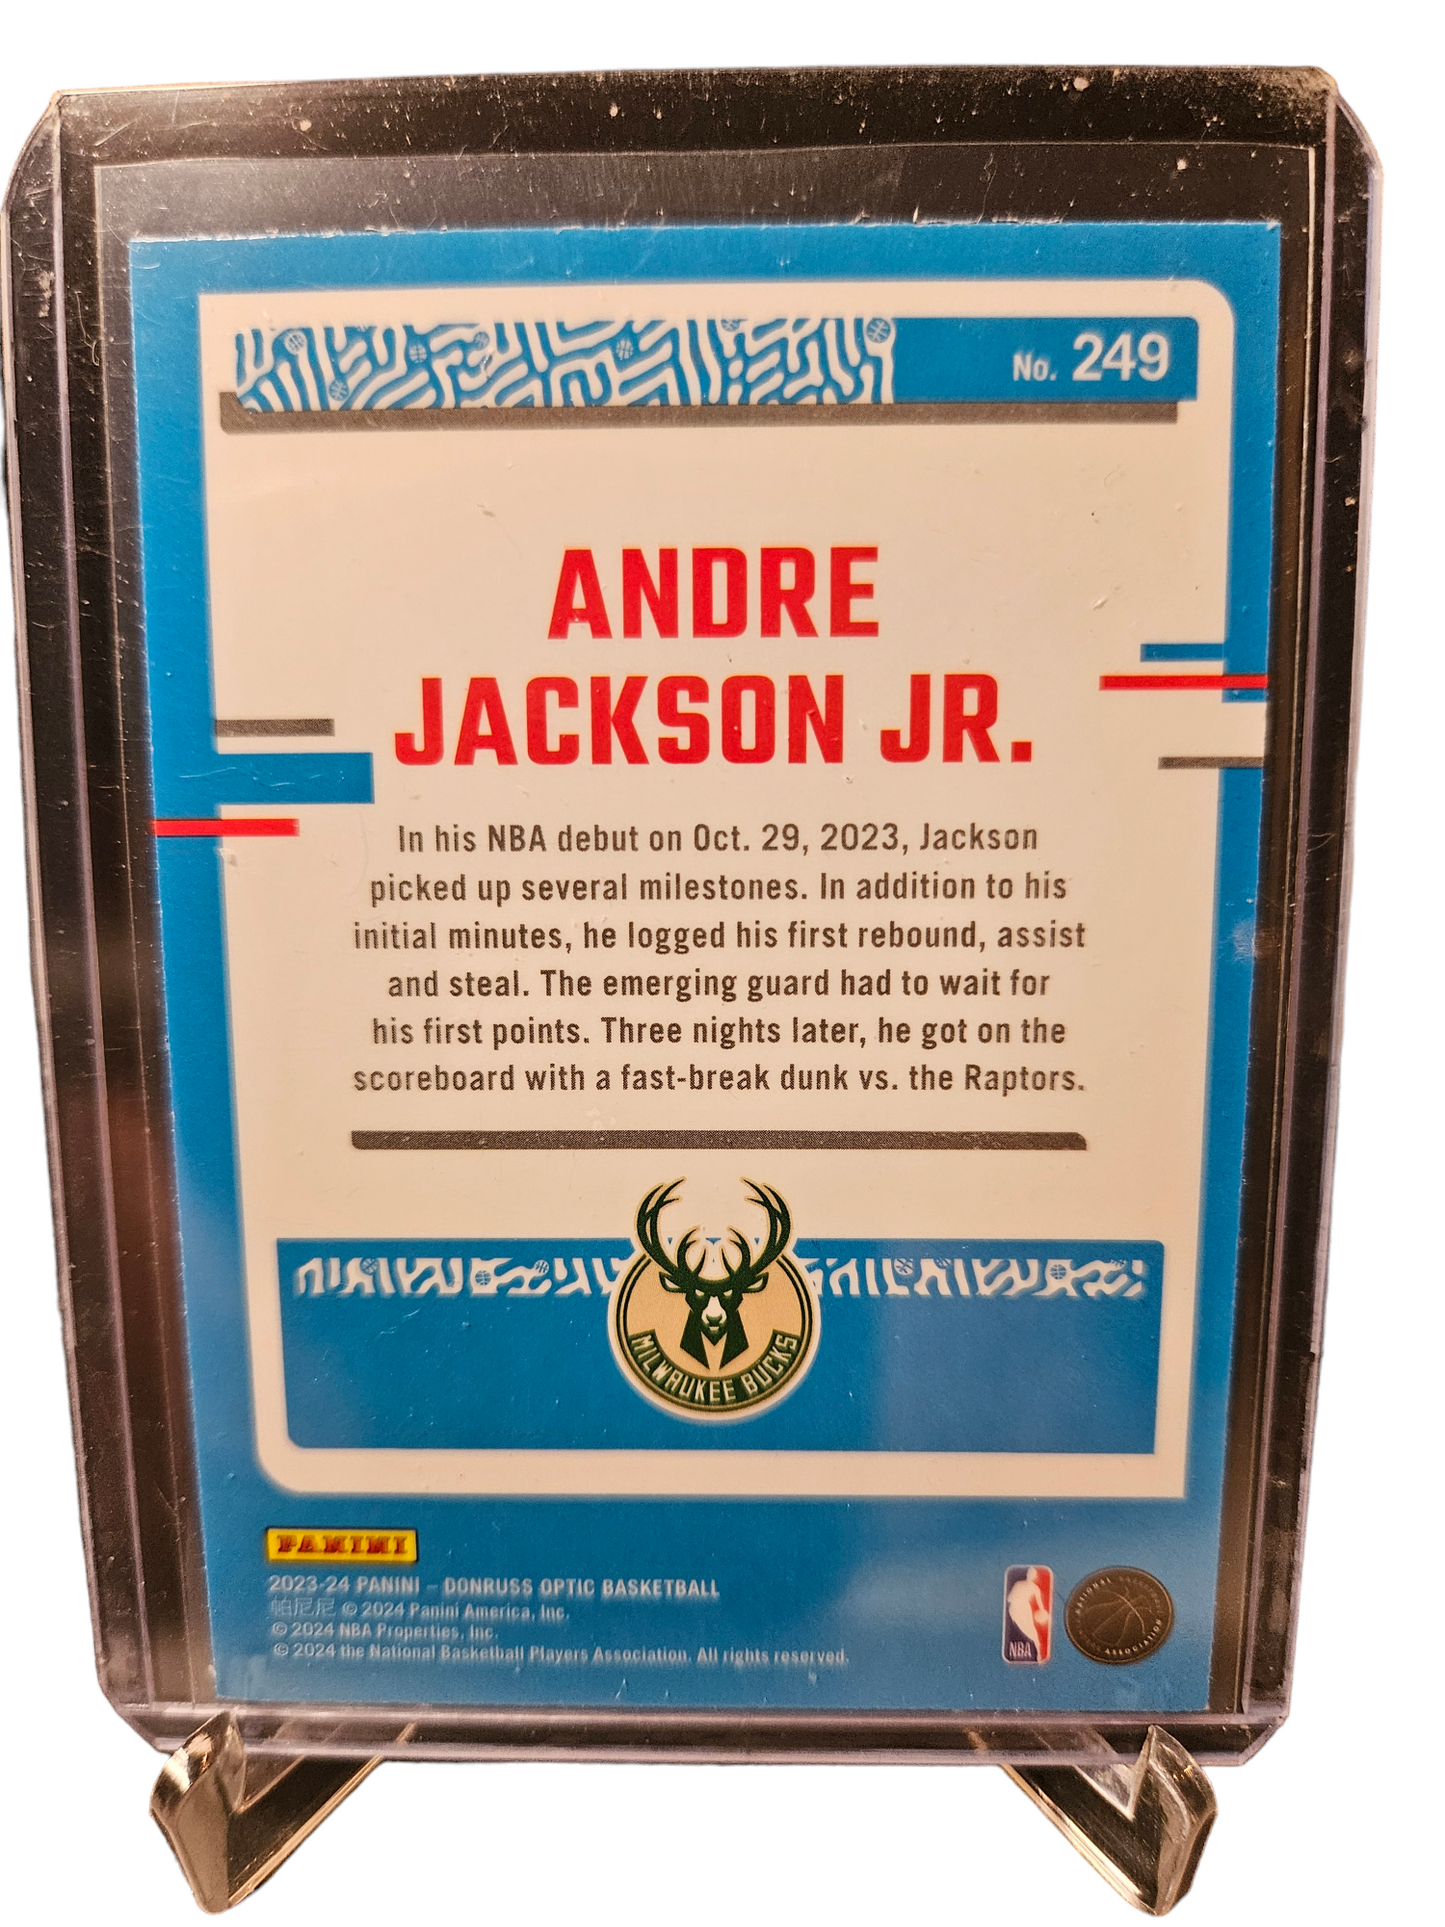 No. 249
ANDRE
JACKSON JR.
In his NBA debut on Oct. 29, 2023, Jackson
picked up several milestones. In addition to his
initial minutes, he logged his first rebound, assist
and steal. The emerging guard had to wait for
his first points. Three nights later, he got on the
scoreboard with a fast-break dunk vs. the Raptors.
MILWAUKEE BUCKS
PANINI
2023-24 PANINI – DONRUSS OPTIC BASKETBALL
帕尼尼 © 2024 Panini America, Inc.
© 2024 NBA Properties, Inc.
© 2024 the National Basketball Players Association. All rights reserved.
NBA
NATIONAL BASKETBALL
ASSOCIATION